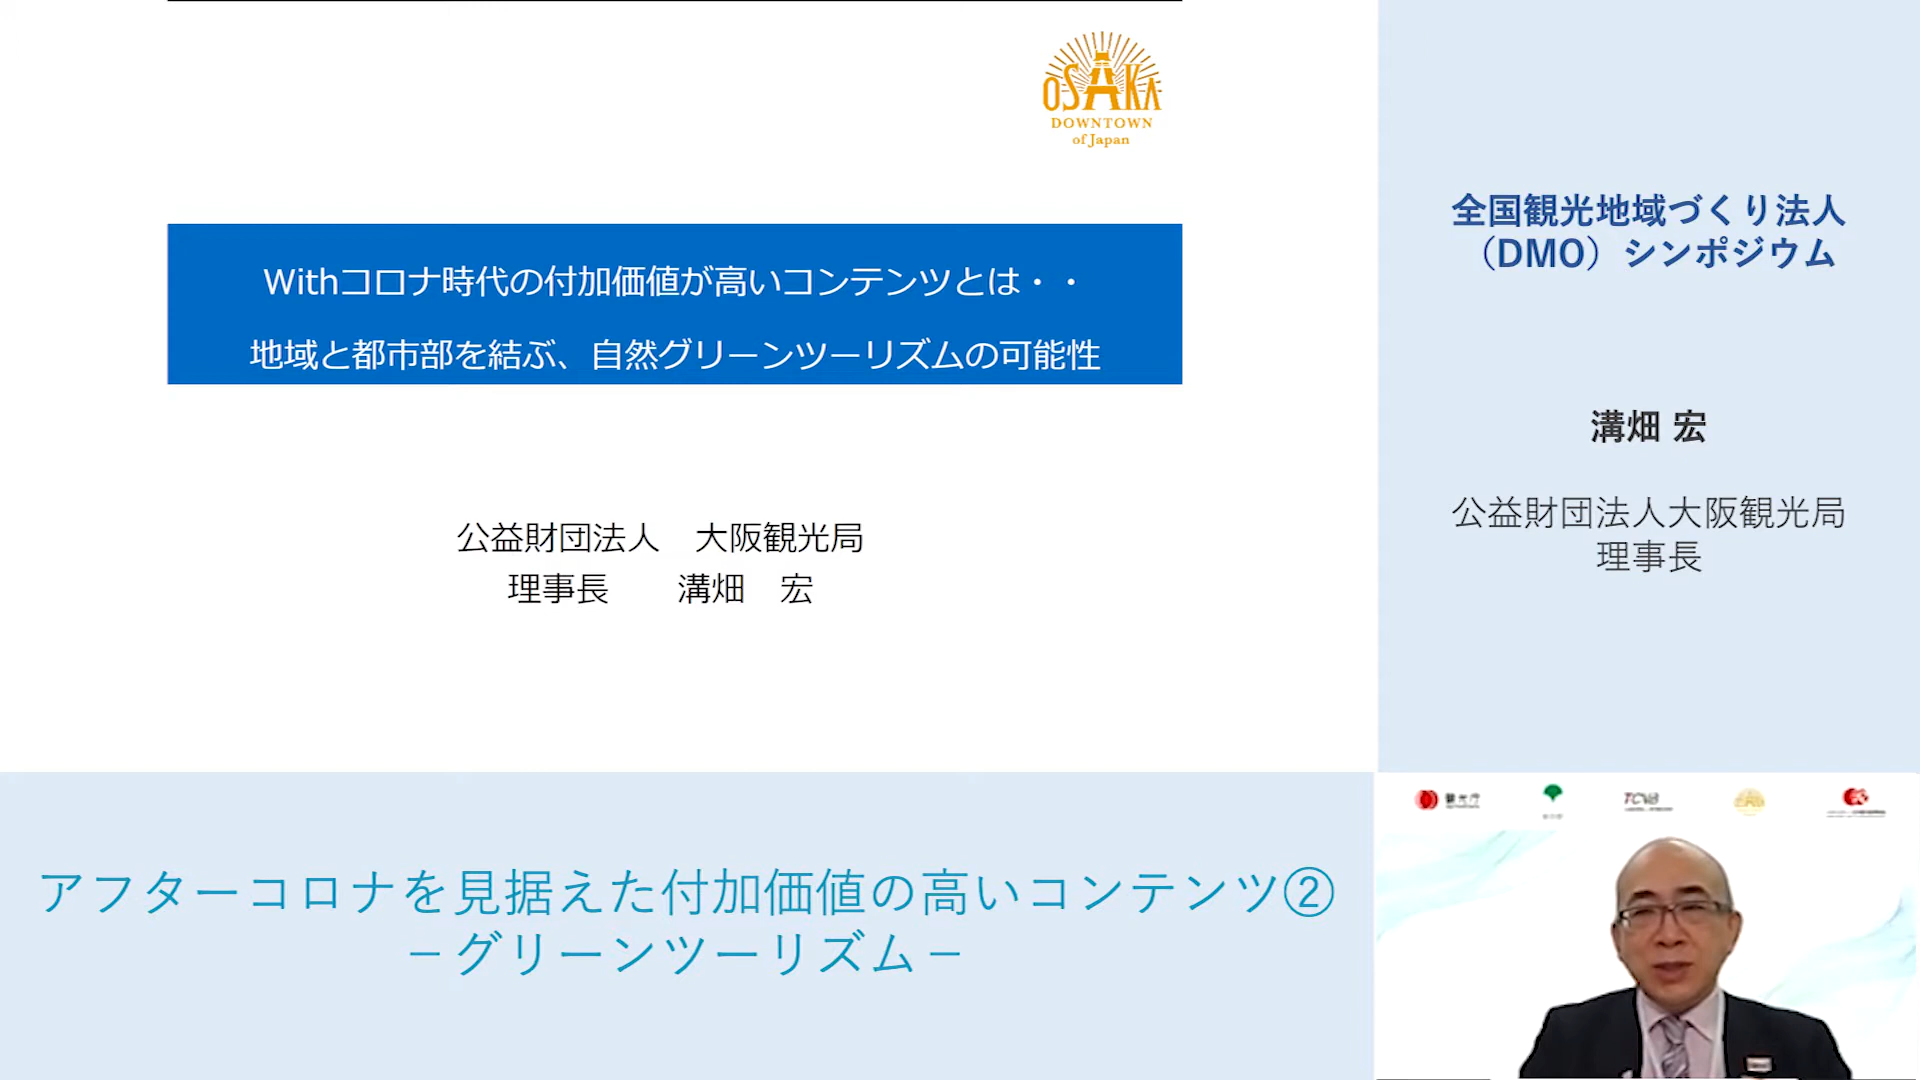 OSAKA
DOWNTOWN
of Japan
Withコロナ時代の付加価値が高いコンテンツとは・・
地域と都市部を結ぶ、自然グリーンツーリズムの可能性
公益財団法人　大阪観光局
理事長　　溝畑　宏
全国観光地域づくり法人
（DMO）シンポジウム
溝畑 宏
公益財団法人大阪観光局
理事長
アフターコロナを見据えた付加価値の高いコンテンツ②
－グリーンツーリズム－
観光庁
TCVB